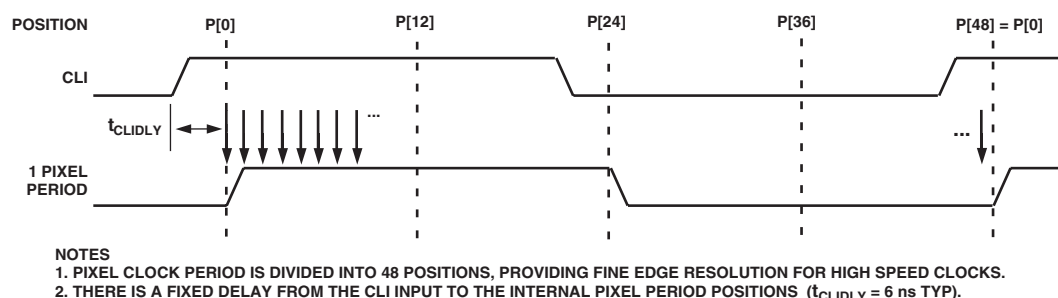 POSITION P[0] P[12] P[24] P[36] P[48] = P[0]
CLI
tCLIDLY
...
...
1 PIXEL
PERIOD
NOTES
1. PIXEL CLOCK PERIOD IS DIVIDED INTO 48 POSITIONS, PROVIDING FINE EDGE RESOLUTION FOR HIGH SPEED CLOCKS.
2. THERE IS A FIXED DELAY FROM THE CLI INPUT TO THE INTERNAL PIXEL PERIOD POSITIONS (tCLIDLY = 6 ns TYP).